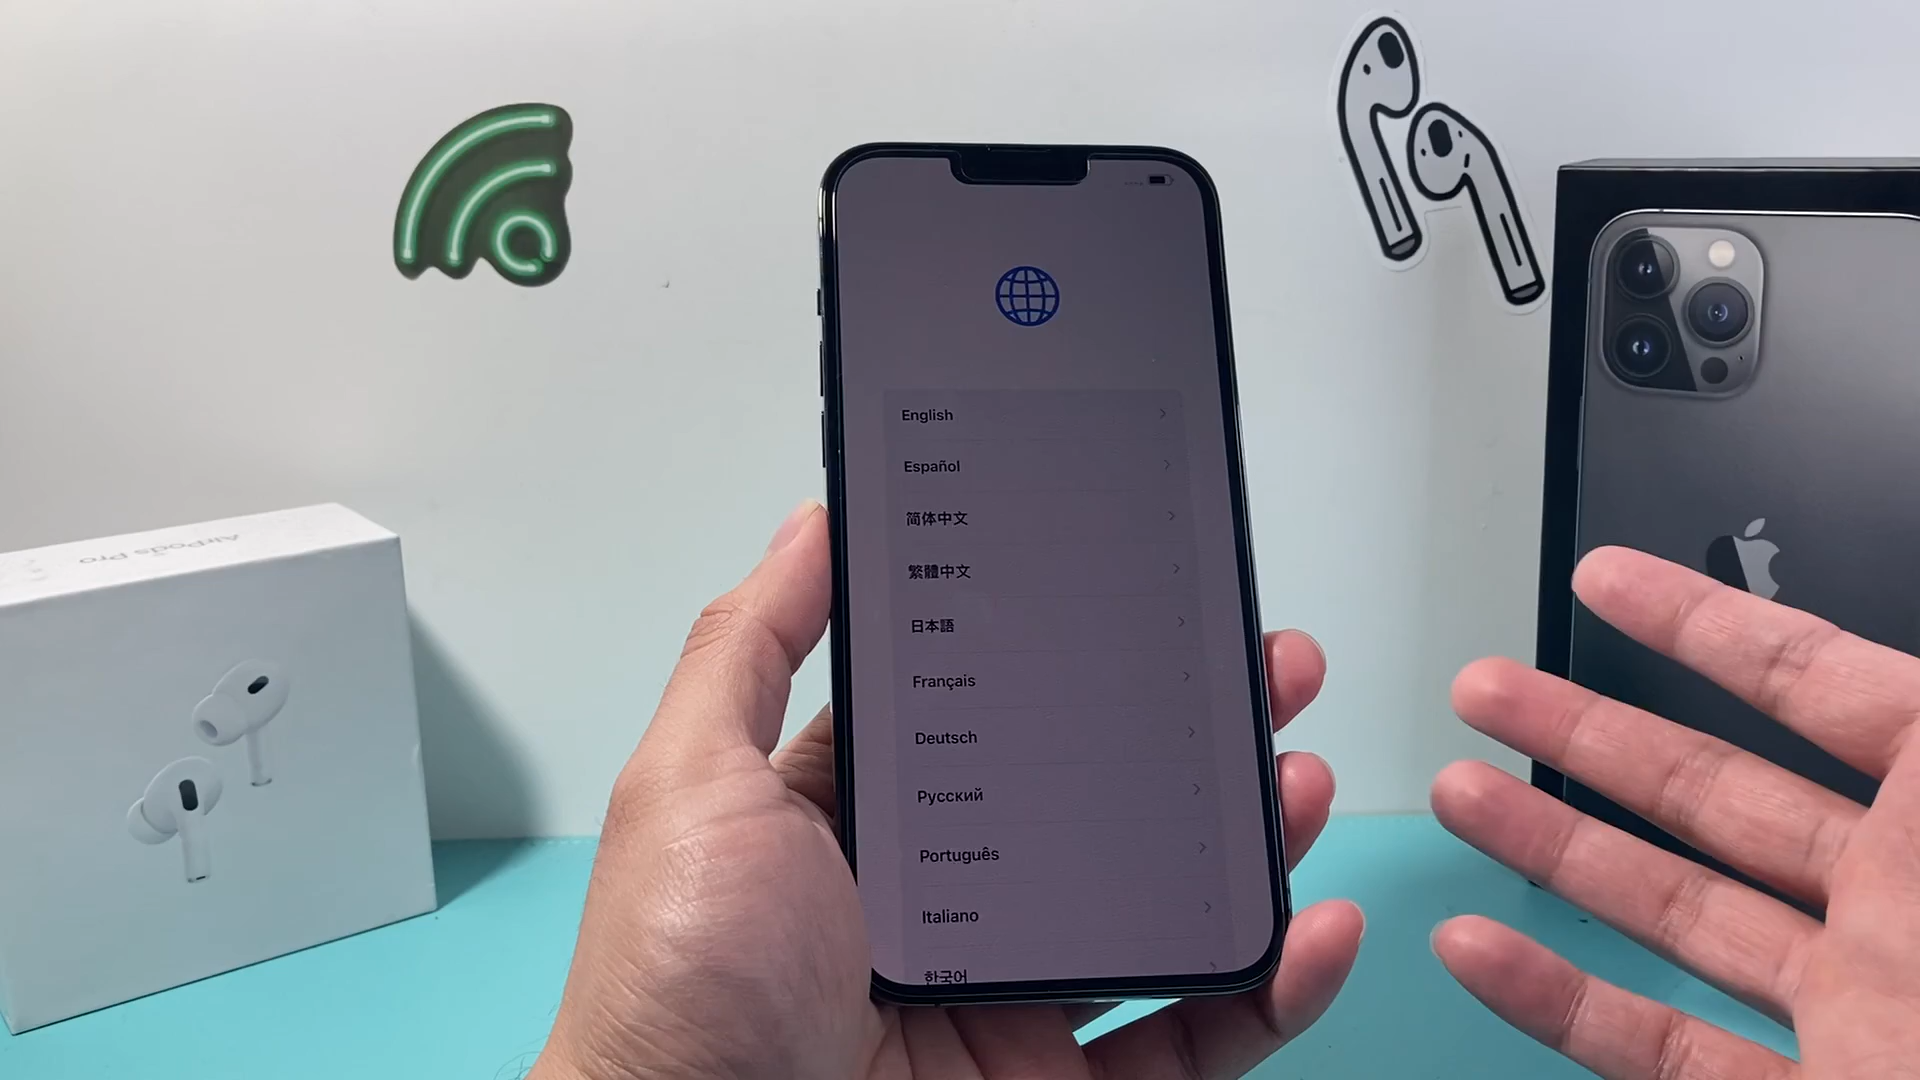 English
Español
简体中文
繁體中文
日本語
Français
Deutsch
Русский
Português
Italiano
한국어
AirPods Pro